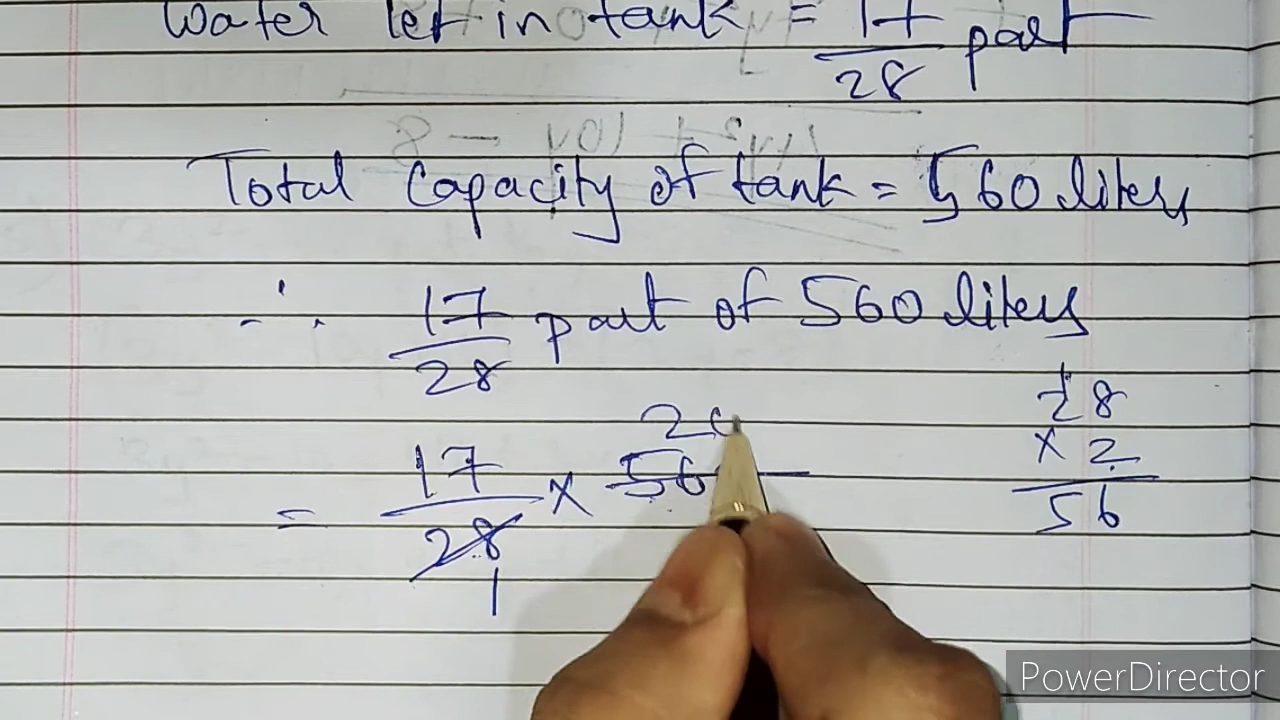 Water left in tank = 17/28 part
Total Capacity of tank = 560 liters
∴ 17/28 part of 560 liters
20
28
× 2
56
= 17/28 × 560
1
PowerDirector